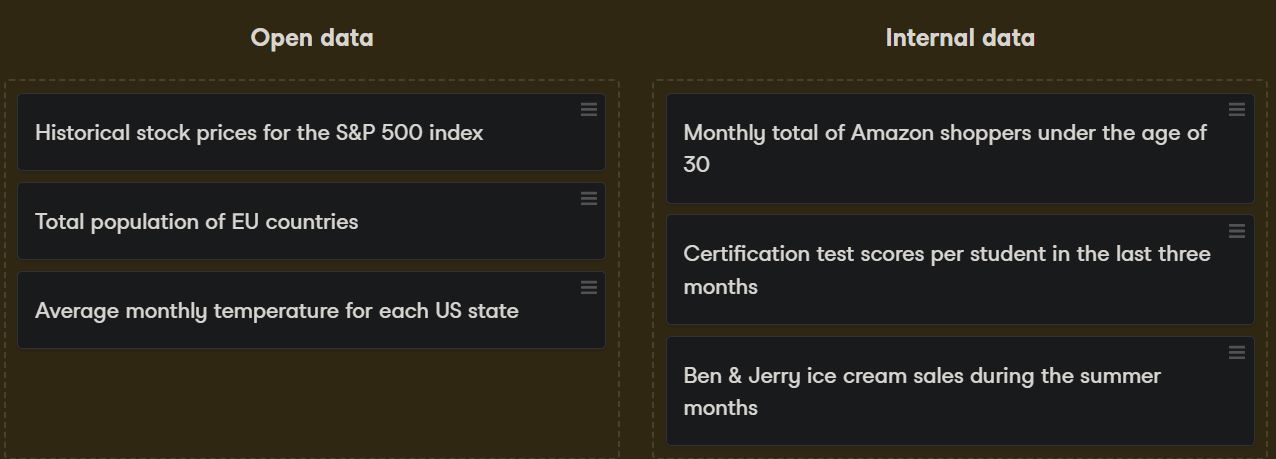 Open data
Historical stock prices for the S&P 500 index
Total population of EU countries
Average monthly temperature for each US state
Internal data
Monthly total of Amazon shoppers under the age of
30
Certification test scores per student in the last three
months
Ben & Jerry ice cream sales during the summer
months